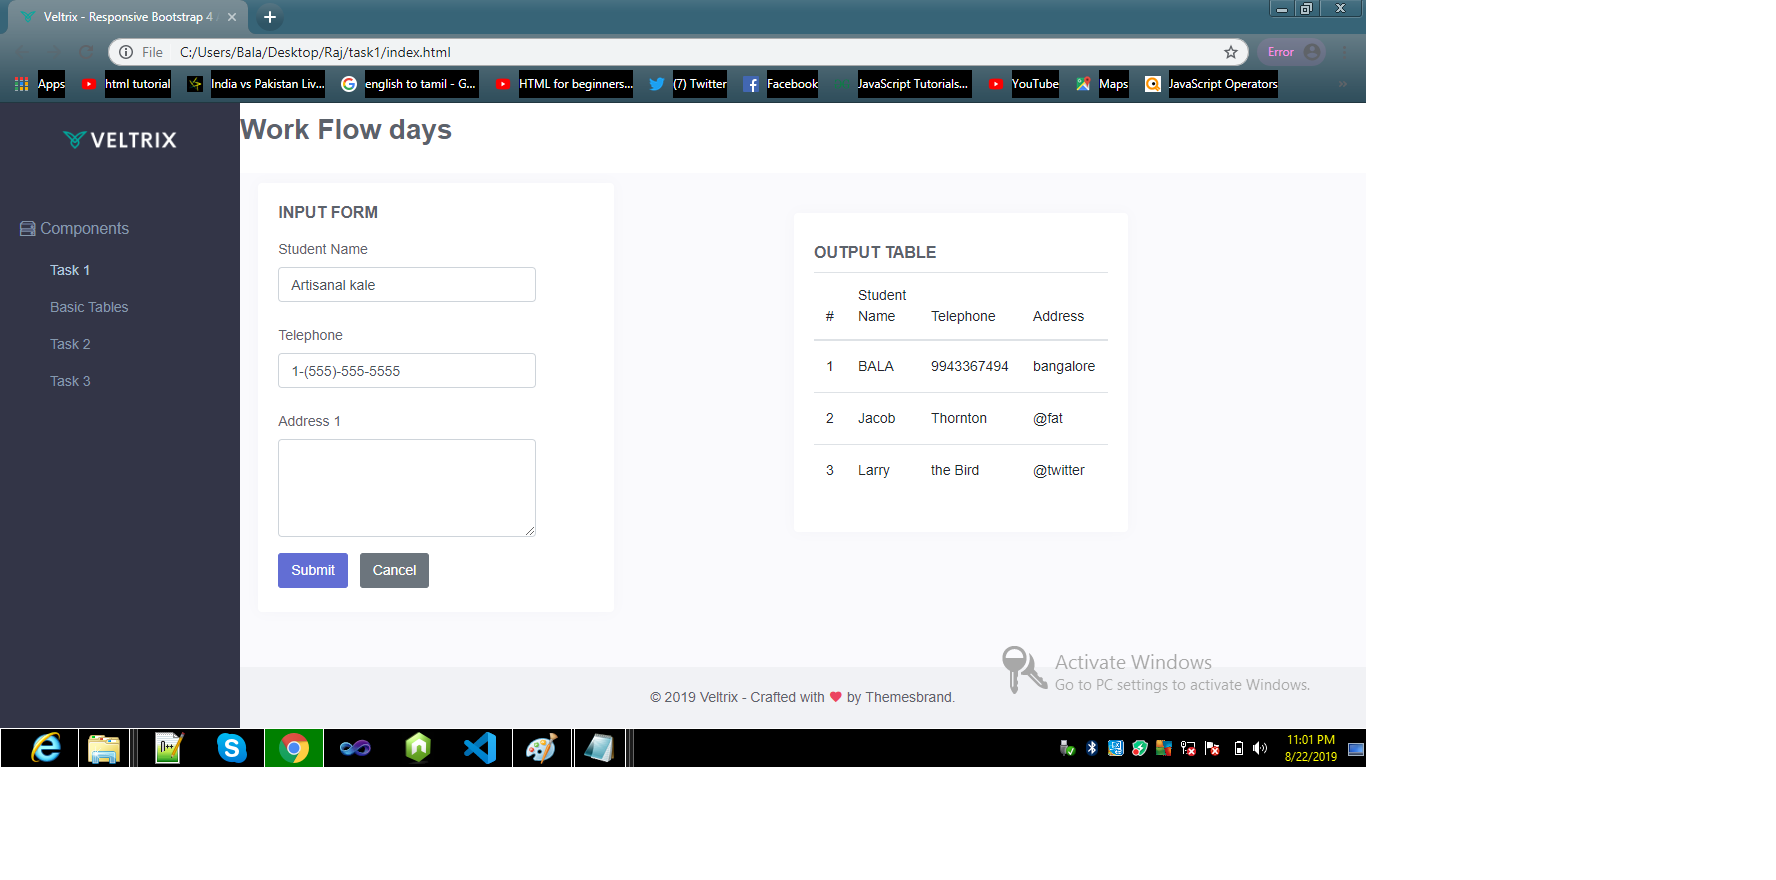 Veltrix - Responsive Bootstrap 4
File C:/Users/Bala/Desktop/Raj/task1/index.html Error
Apps html tutorial India vs Pakistan Liv... english to tamil - G... HTML for beginners... (7) Twitter Facebook JavaScript Tutorials... YouTube Maps JavaScript Operators
VELTRIX
Work Flow days
Components
Task 1
Basic Tables
Task 2
Task 3
INPUT FORM
Student Name
Artisanal kale
Telephone
1-(555)-555-5555
Address 1
Submit Cancel
OUTPUT TABLE
# Student Name Telephone Address
1 BALA 9943367494 bangalore
2 Jacob Thornton @fat
3 Larry the Bird @twitter
Activate Windows
Go to PC settings to activate Windows.
© 2019 Veltrix - Crafted with ❤ by Themesbrand.
11:01 PM
8/22/2019